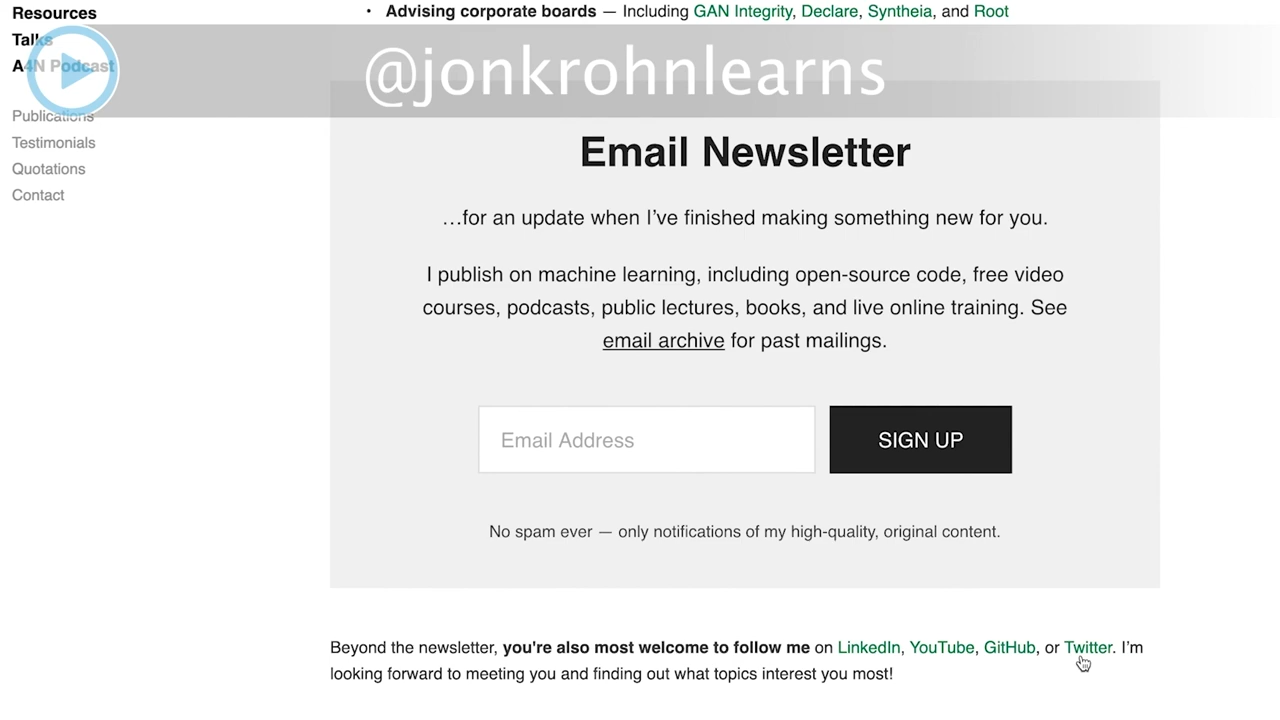 Resources
Talks
A4N Podcast
Publications
Testimonials
Quotations
Contact
• Advising corporate boards — Including GAN Integrity, Declare, Syntheia, and Root
@jonkrohnlearns
Email Newsletter
…for an update when I’ve finished making something new for you.
I publish on machine learning, including open-source code, free video
courses, podcasts, public lectures, books, and live online training. See
email archive for past mailings.
Email Address
SIGN UP
No spam ever — only notifications of my high-quality, original content.
Beyond the newsletter, you're also most welcome to follow me on LinkedIn, YouTube, GitHub, or Twitter. I’m
looking forward to meeting you and finding out what topics interest you most!